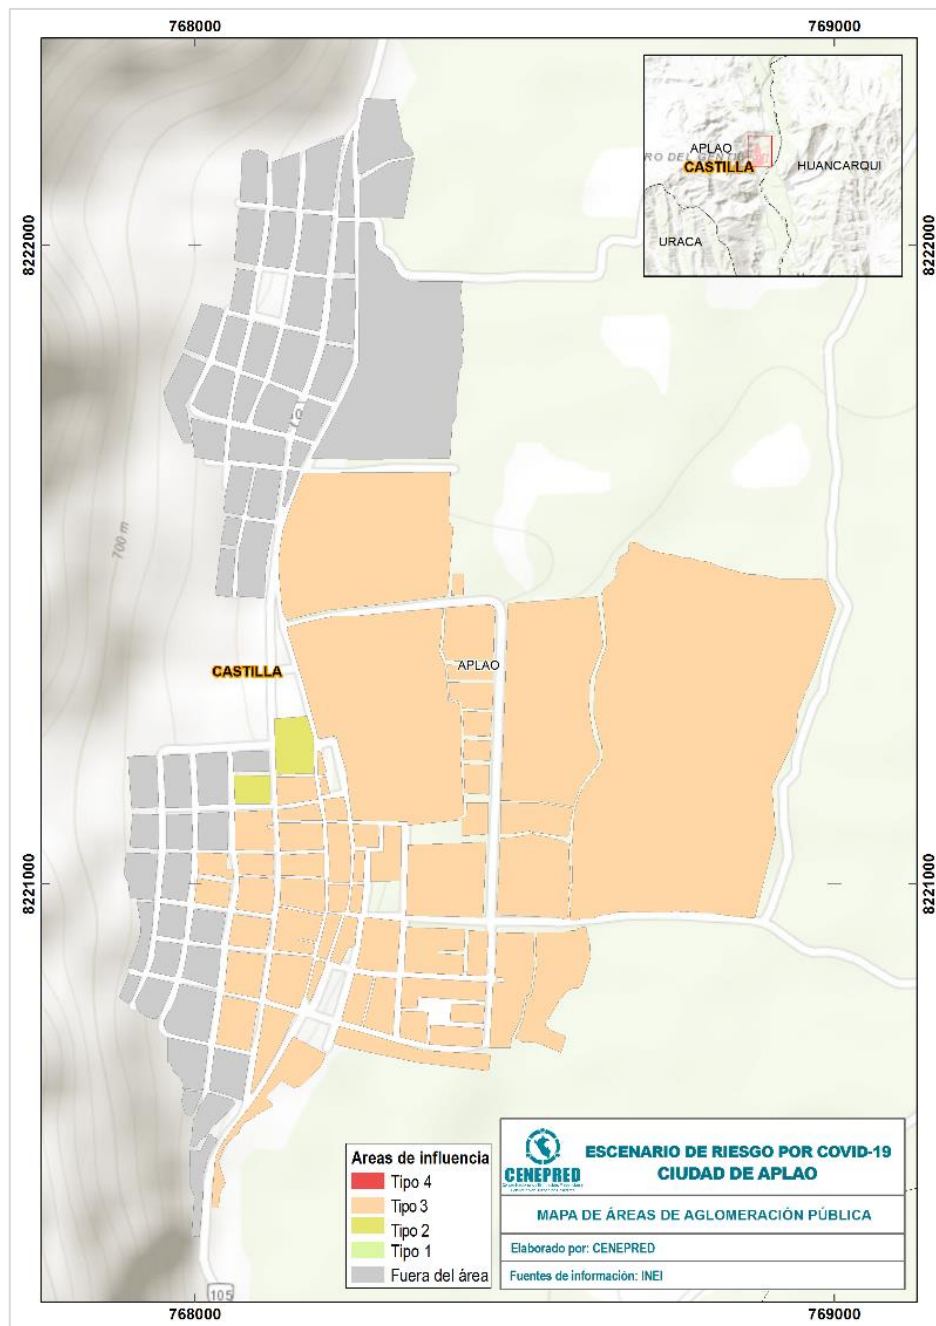 768000
769000
8222000
8222000
APLAO
CASTILLA
HUANCARQUI
URACA
700 m
CASTILLA
APLAO
8221000
8221000
Areas de influencia
Tipo 4
Tipo 3
Tipo 2
Tipo 1
Fuera del área
CENEPRED
ESCENARIO DE RIESGO POR COVID-19
CIUDAD DE APLAO
MAPA DE ÁREAS DE AGLOMERACIÓN PÚBLICA
Elaborado por: CENEPRED
Fuentes de información: INEI
105
768000
769000